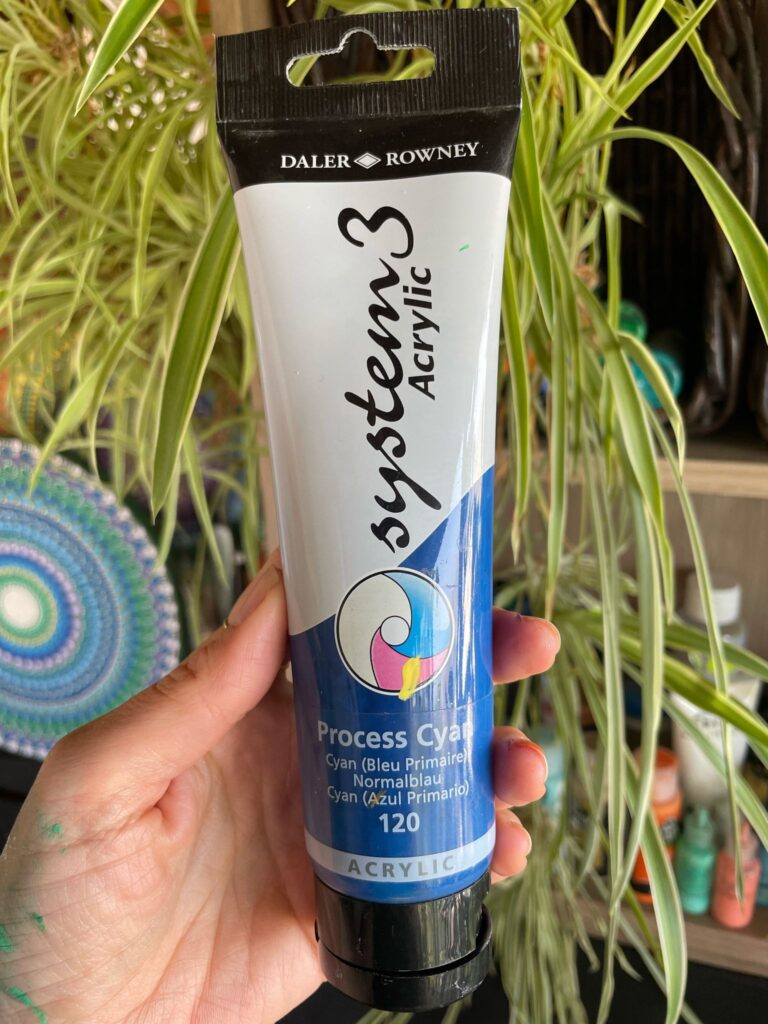 DALER ROWNEY
system 3
Acrylic
Process Cyan
Cyan (Bleu Primaire)
Normalblau
Cyan (Azul Primario)
120
ACRYLIC